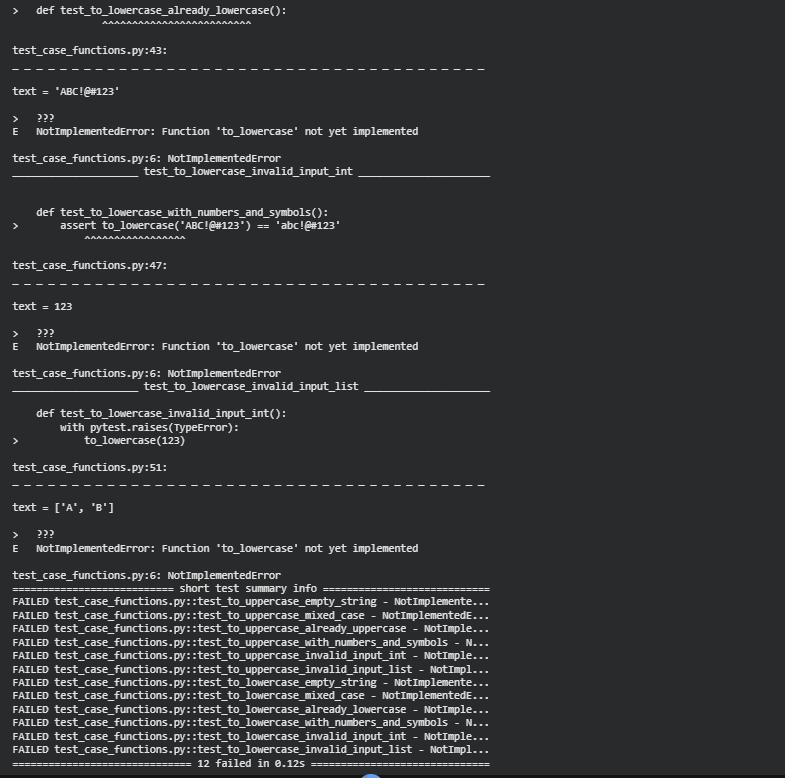 >   def test_to_lowercase_already_lowercase():
               ^^^^^^^^^^^^^^^^^^^^^^^^^
test_case_functions.py:43:
_ _ _ _ _ _ _ _ _ _ _ _ _ _ _ _ _ _ _ _ _ _ _ _ _ _ _ _ _ _ _ _ _ _ _ _ _ _ _ _
text = 'ABC!@#123'
>   ???
E   NotImplementedError: Function 'to_lowercase' not yet implemented
test_case_functions.py:6: NotImplementedError
_____________________ test_to_lowercase_invalid_input_int ______________________
    def test_to_lowercase_with_numbers_and_symbols():
>       assert to_lowercase('ABC!@#123') == 'abc!@#123'
            ^^^^^^^^^^^^^^^^^
test_case_functions.py:47:
_ _ _ _ _ _ _ _ _ _ _ _ _ _ _ _ _ _ _ _ _ _ _ _ _ _ _ _ _ _ _ _ _ _ _ _ _ _ _ _
text = 123
>   ???
E   NotImplementedError: Function 'to_lowercase' not yet implemented
test_case_functions.py:6: NotImplementedError
_____________________ test_to_lowercase_invalid_input_list _____________________
    def test_to_lowercase_invalid_input_int():
        with pytest.raises(TypeError):
>           to_lowercase(123)
test_case_functions.py:51:
_ _ _ _ _ _ _ _ _ _ _ _ _ _ _ _ _ _ _ _ _ _ _ _ _ _ _ _ _ _ _ _ _ _ _ _ _ _ _ _
text = ['A', 'B']
>   ???
E   NotImplementedError: Function 'to_lowercase' not yet implemented
test_case_functions.py:6: NotImplementedError
=========================== short test summary info ============================
FAILED test_case_functions.py::test_to_uppercase_empty_string - NotImplemente...
FAILED test_case_functions.py::test_to_uppercase_mixed_case - NotImplementedE...
FAILED test_case_functions.py::test_to_uppercase_already_uppercase - NotImple...
FAILED test_case_functions.py::test_to_uppercase_with_numbers_and_symbols - N...
FAILED test_case_functions.py::test_to_uppercase_invalid_input_int - NotImple...
FAILED test_case_functions.py::test_to_uppercase_invalid_input_list - NotImpl...
FAILED test_case_functions.py::test_to_lowercase_empty_string - NotImplemente...
FAILED test_case_functions.py::test_to_lowercase_mixed_case - NotImplementedE...
FAILED test_case_functions.py::test_to_lowercase_already_lowercase - NotImple...
FAILED test_case_functions.py::test_to_lowercase_with_numbers_and_symbols - N...
FAILED test_case_functions.py::test_to_lowercase_invalid_input_int - NotImple...
FAILED test_case_functions.py::test_to_lowercase_invalid_input_list - NotImpl...
============================== 12 failed in 0.12s ==============================